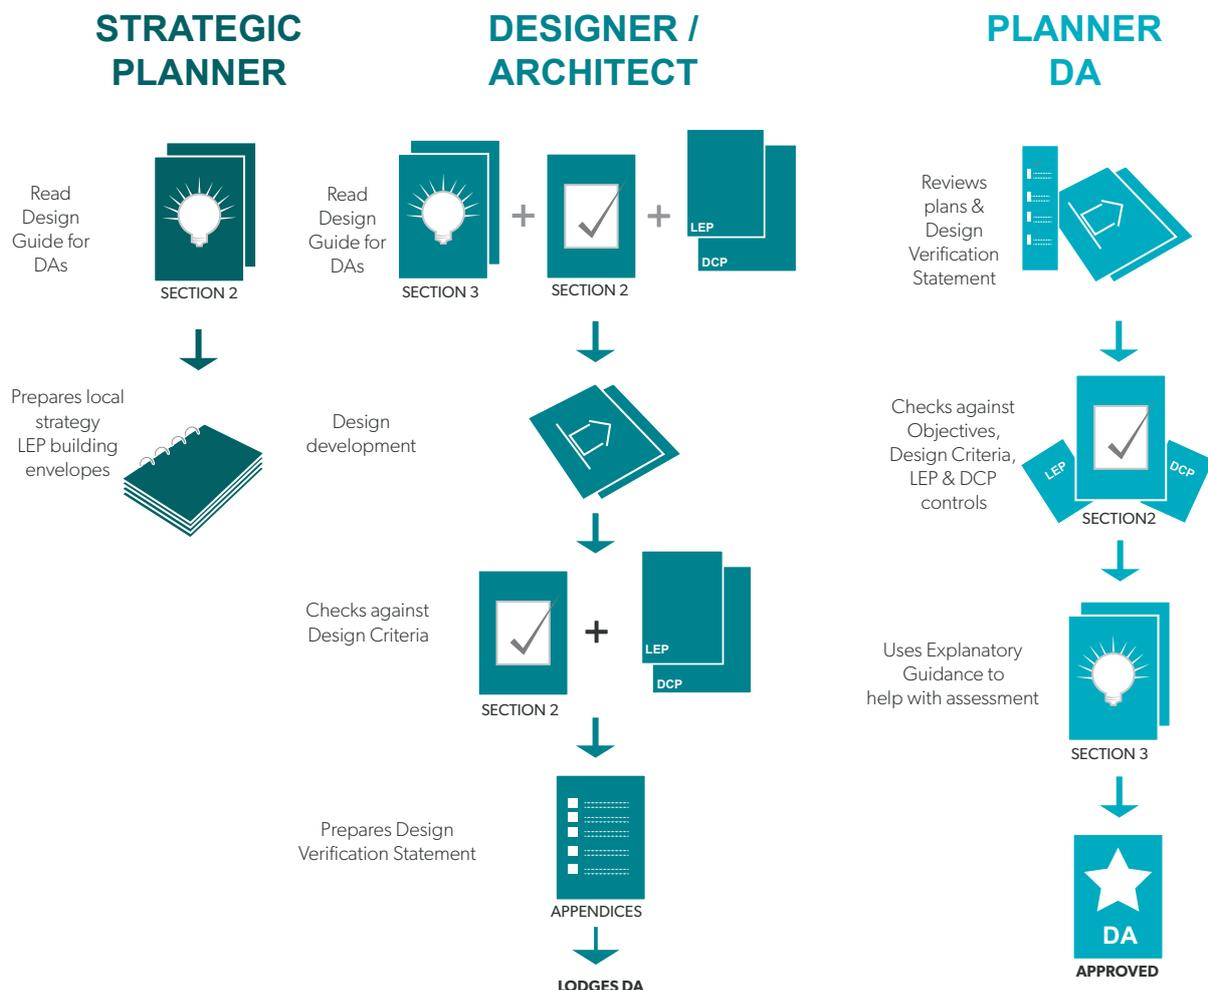 STRATEGIC
PLANNER
Read
Design
Guide for
DAs
SECTION 2
Prepares local
strategy
LEP building
envelopes
DESIGNER /
ARCHITECT
Read
Design
Guide for
DAs
SECTION 3
+
SECTION 2
+
LEP
DCP
Design
development
Checks against
Design Criteria
SECTION 2
+
LEP
DCP
Prepares Design
Verification Statement
APPENDICES
LODGES DA
PLANNER
DA
Reviews
plans &
Design
Verification
Statement
Checks against
Objectives,
Design Criteria,
LEP & DCP
controls
LEP
DCP
SECTION2
Uses Explanatory
Guidance to
help with assessment
SECTION 3
DA
APPROVED